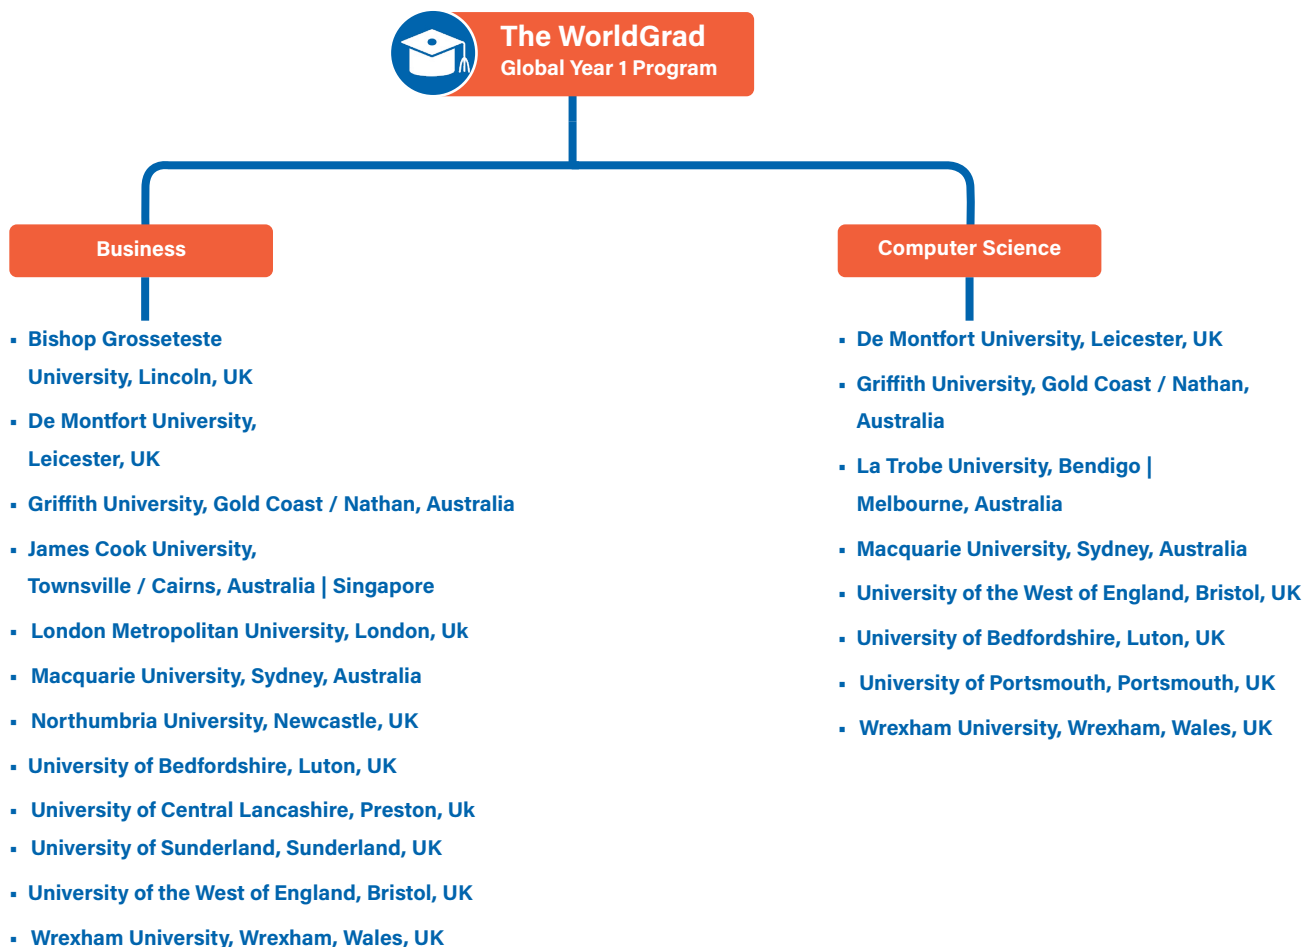 The WorldGrad
Global Year 1 Program
Business
▪ Bishop Grosseteste
University, Lincoln, UK
▪ De Montfort University,
Leicester, UK
▪ Griffith University, Gold Coast / Nathan, Australia
▪ James Cook University,
Townsville / Cairns, Australia | Singapore
▪ London Metropolitan University, London, Uk
▪ Macquarie University, Sydney, Australia
▪ Northumbria University, Newcastle, UK
▪ University of Bedfordshire, Luton, UK
▪ University of Central Lancashire, Preston, Uk
▪ University of Sunderland, Sunderland, UK
▪ University of the West of England, Bristol, UK
▪ Wrexham University, Wrexham, Wales, UK
Computer Science
▪ De Montfort University, Leicester, UK
▪ Griffith University, Gold Coast / Nathan,
Australia
▪ La Trobe University, Bendigo |
Melbourne, Australia
▪ Macquarie University, Sydney, Australia
▪ University of the West of England, Bristol, UK
▪ University of Bedfordshire, Luton, UK
▪ University of Portsmouth, Portsmouth, UK
▪ Wrexham University, Wrexham, Wales, UK